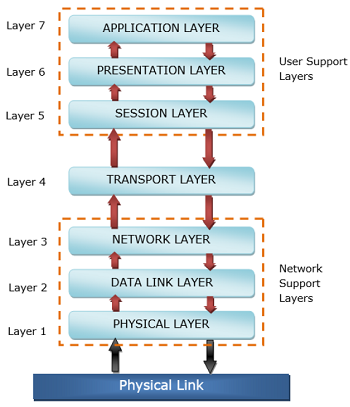 Layer 7
APPLICATION LAYER
Layer 6
PRESENTATION LAYER
User Support
Layers
Layer 5
SESSION LAYER
Layer 4
TRANSPORT LAYER
Layer 3
NETWORK LAYER
Layer 2
DATA LINK LAYER
Network
Support
Layers
Layer 1
PHYSICAL LAYER
Physical Link